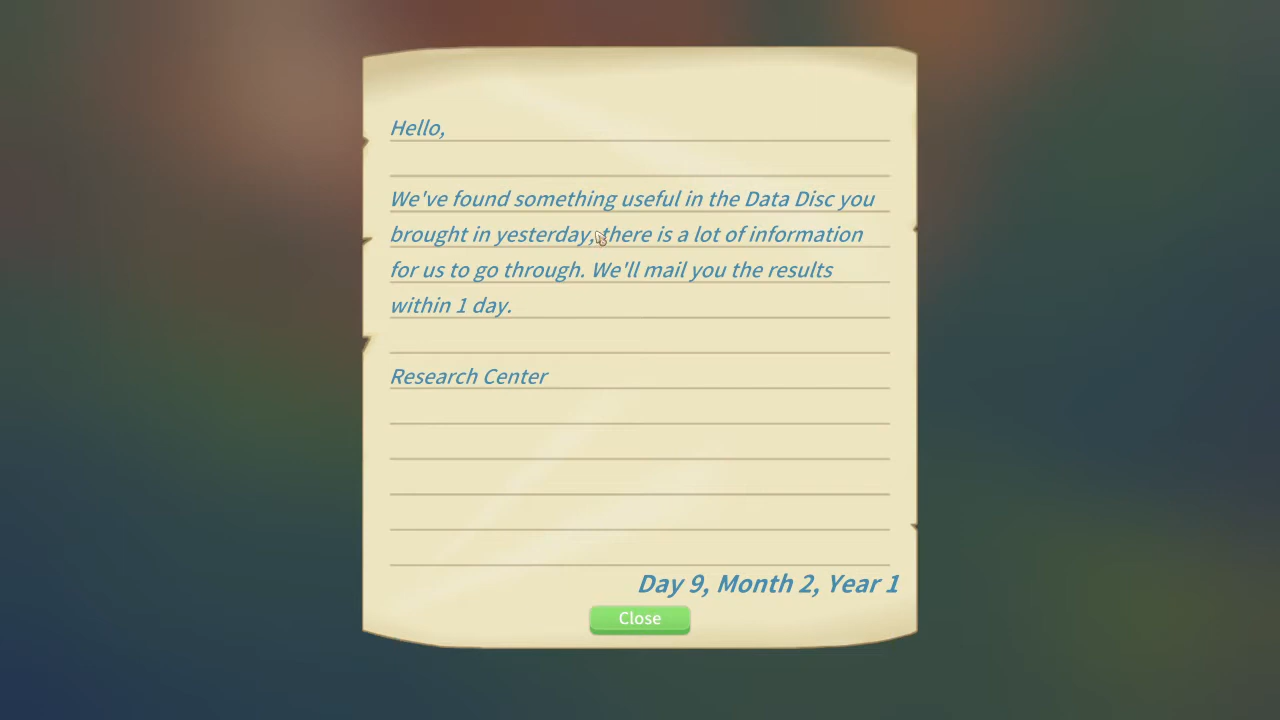 Hello,
We've found something useful in the Data Disc you
brought in yesterday, there is a lot of information
for us to go through. We'll mail you the results
within 1 day.
Research Center
Day 9, Month 2, Year 1
Close